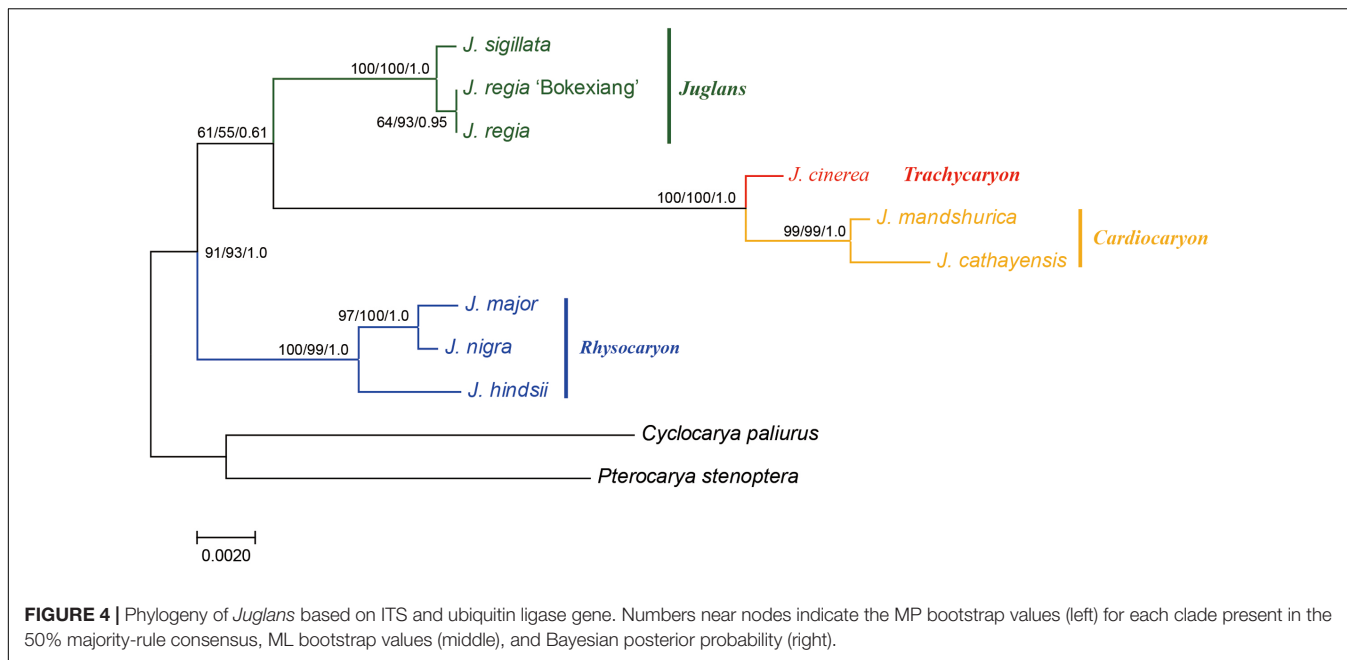 J. sigillata
100/100/1.0
J. regia ‘Bokexiang’
Juglans
64/93/0.95
J. regia
61/55/0.61
J. cinerea Trachycaryon
100/100/1.0
J. mandshurica
99/99/1.0
Cardiocaryon
J. cathayensis
91/93/1.0
J. major
97/100/1.0
J. nigra
Rhysocaryon
100/99/1.0
J. hindsii
Cyclocarya paliurus
Pterocarya stenoptera
0.0020
FIGURE 4 | Phylogeny of Juglans based on ITS and ubiquitin ligase gene. Numbers near nodes indicate the MP bootstrap values (left) for each clade present in the
50% majority-rule consensus, ML bootstrap values (middle), and Bayesian posterior probability (right).